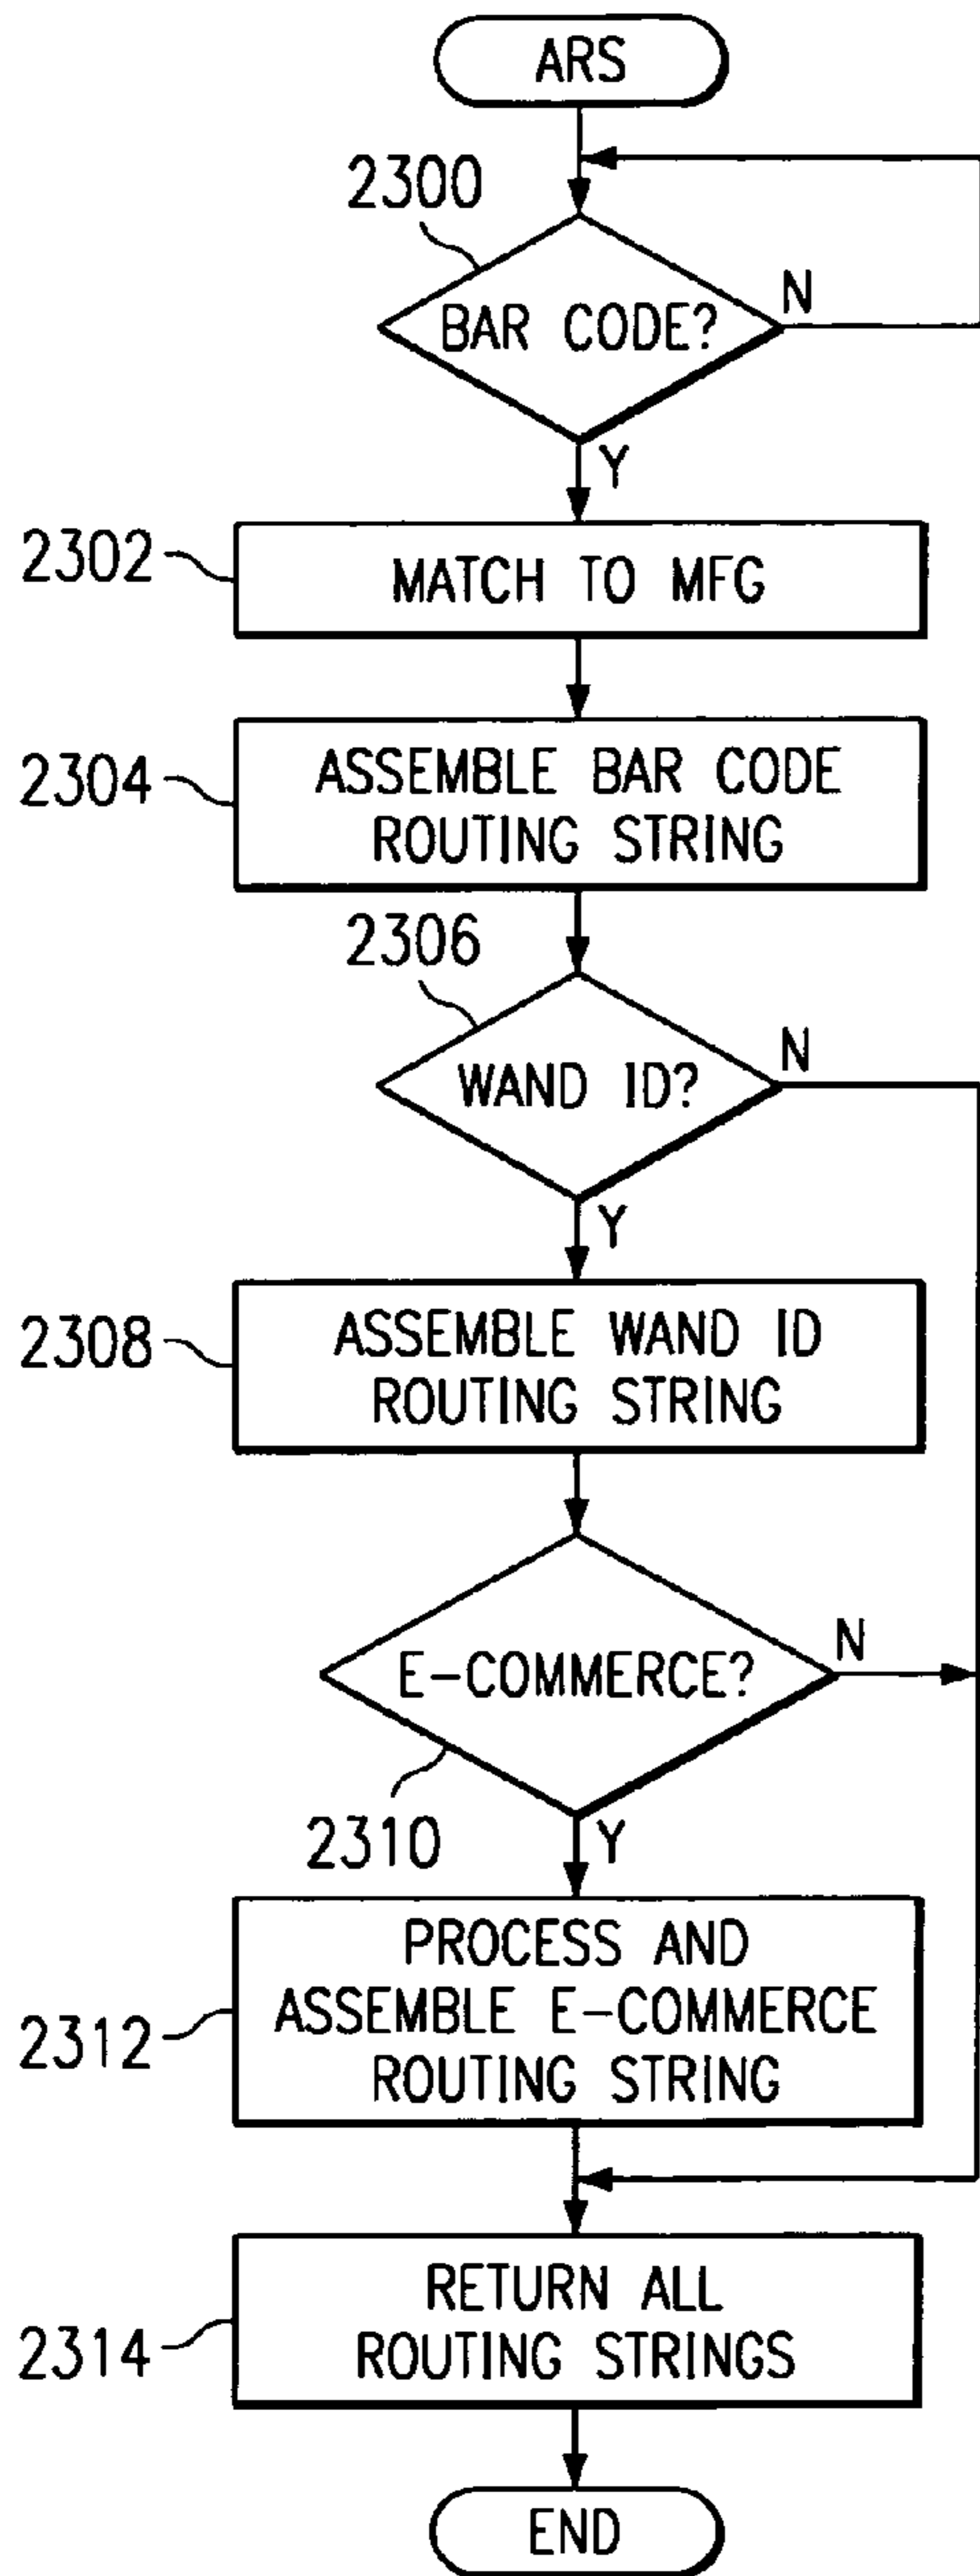 ARS
2300
BAR CODE?
N
Y
2302
MATCH TO MFG
2304
ASSEMBLE BAR CODE
ROUTING STRING
2306
WAND ID?
N
Y
2308
ASSEMBLE WAND ID
ROUTING STRING
E-COMMERCE?
N
2310
Y
2312
PROCESS AND
ASSEMBLE E-COMMERCE
ROUTING STRING
2314
RETURN ALL
ROUTING STRINGS
END